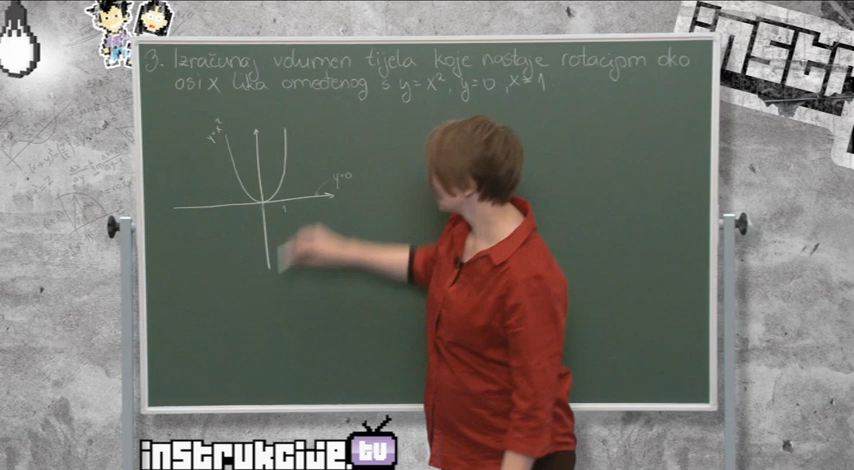 3. Izračunaj volumen tijela koje nastaje rotacijom oko
osi x lika omeđenog s y=x², y=0, x=1
y=x²
y=0
1
instrukcije.tv